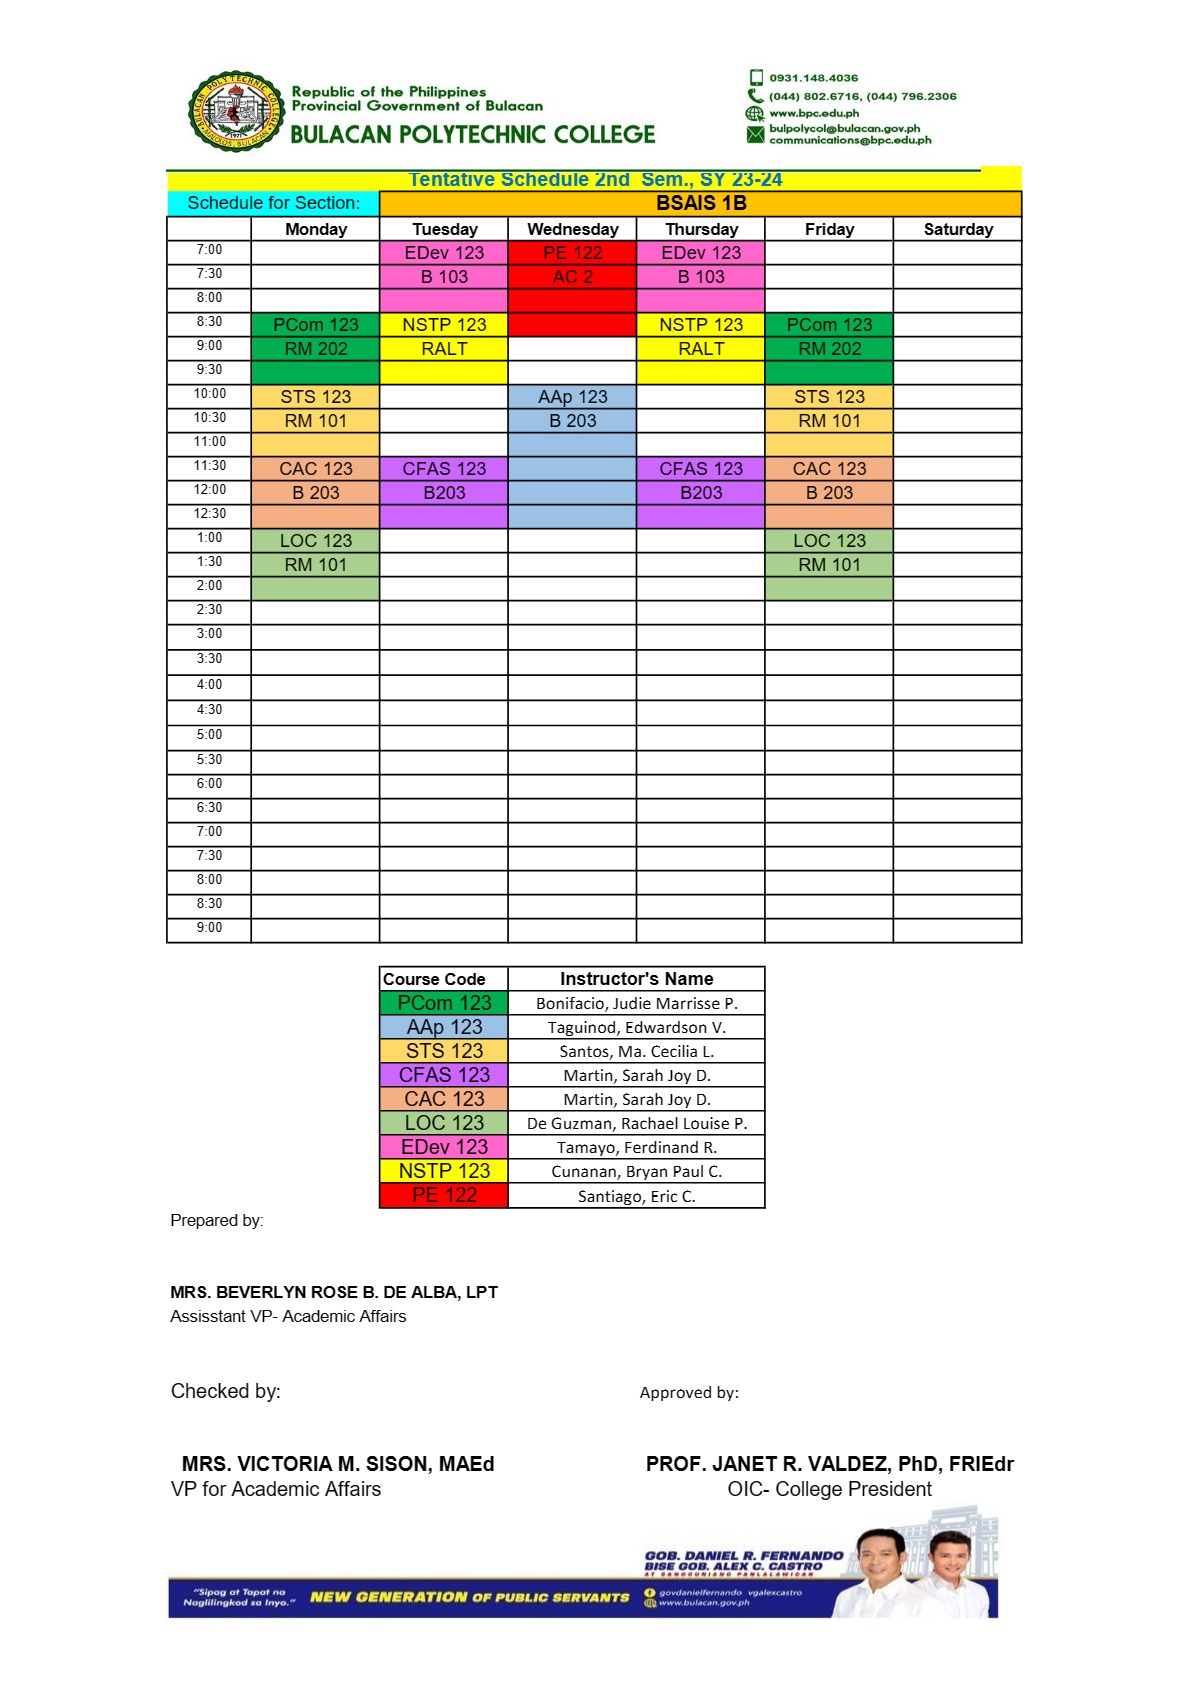 Republic of the Philippines
Provincial Government of Bulacan
BULACAN POLYTECHNIC COLLEGE
BULACAN POLYTECHNIC COLLEGE
MALOLOS, BULACAN
1971
0931.148.4036
(044) 802.6716, (044) 796.2306
www.bpc.edu.ph
bulpolycol@bulacan.gov.ph
communications@bpc.edu.ph
Tentative Schedule 2nd Sem., SY 23-24
Schedule for Section: BSAIS 1B
Monday Tuesday Wednesday Thursday Friday Saturday
7:00 EDev 123 PE 122 EDev 123
7:30 B 103 AC 2 B 103
8:00
8:30 PCom 123 NSTP 123 NSTP 123 PCom 123
9:00 RM 202 RALT RALT RM 202
9:30
10:00 STS 123 AAp 123 STS 123
10:30 RM 101 B 203 RM 101
11:00
11:30 CAC 123 CFAS 123 CFAS 123 CAC 123
12:00 B 203 B203 B203 B 203
12:30
1:00 LOC 123 LOC 123
1:30 RM 101 RM 101
2:00
2:30
3:00
3:30
4:00
4:30
5:00
5:30
6:00
6:30
7:00
7:30
8:00
8:30
9:00
Course Code Instructor's Name
PCom 123 Bonifacio, Judie Marrisse P.
AAp 123 Taguinod, Edwardson V.
STS 123 Santos, Ma. Cecilia L.
CFAS 123 Martin, Sarah Joy D.
CAC 123 Martin, Sarah Joy D.
LOC 123 De Guzman, Rachael Louise P.
EDev 123 Tamayo, Ferdinand R.
NSTP 123 Cunanan, Bryan Paul C.
PE 122 Santiago, Eric C.
Prepared by:
MRS. BEVERLYN ROSE B. DE ALBA, LPT
Assisstant VP- Academic Affairs
Checked by: Approved by:
MRS. VICTORIA M. SISON, MAEd PROF. JANET R. VALDEZ, PhD, FRIEdr
VP for Academic Affairs OIC- College President
GOB. DANIEL R. FERNANDO
BISE GOB. ALEX C. CASTRO
AT SANGGUNIANG PANLALAWIGAN
"Sipag at Tapat na
Naglilingkod sa Inyo."
NEW GENERATION OF PUBLIC SERVANTS
govdanielfernando vgalexcastro
www.bulacan.gov.ph